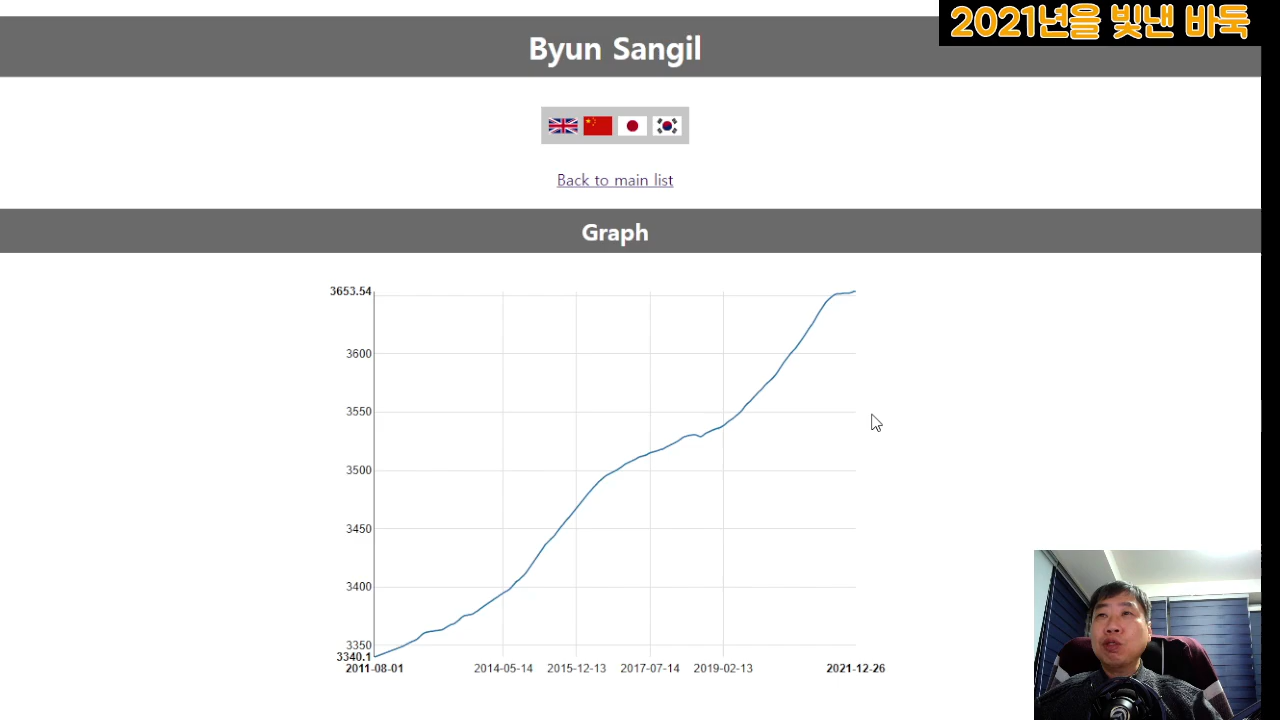 2021년을 빛낸 바둑
Byun Sangil
Back to main list
Graph
3653.54
3600
3550
3500
3450
3400
3350
3340.1
2011-08-01 2014-05-14 2015-12-13 2017-07-14 2019-02-13 2021-12-26